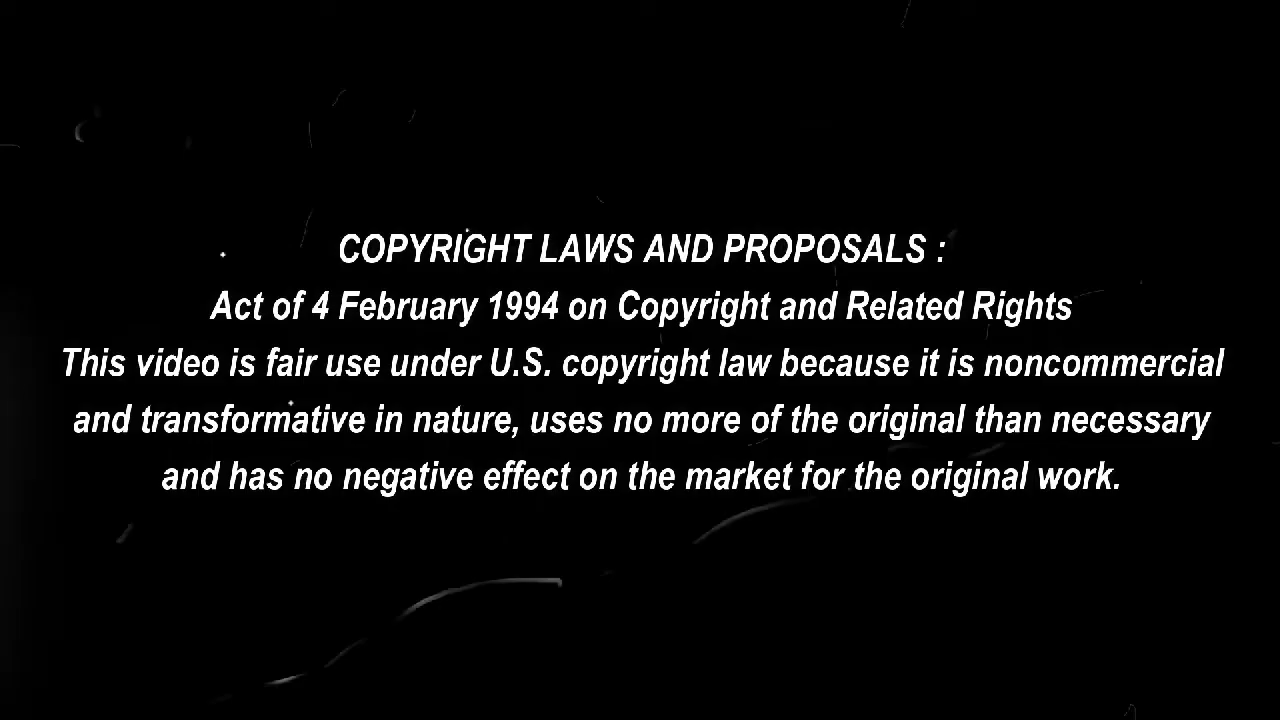 COPYRIGHT LAWS AND PROPOSALS :
Act of 4 February 1994 on Copyright and Related Rights
This video is fair use under U.S. copyright law because it is noncommercial
and transformative in nature, uses no more of the original than necessary
and has no negative effect on the market for the original work.